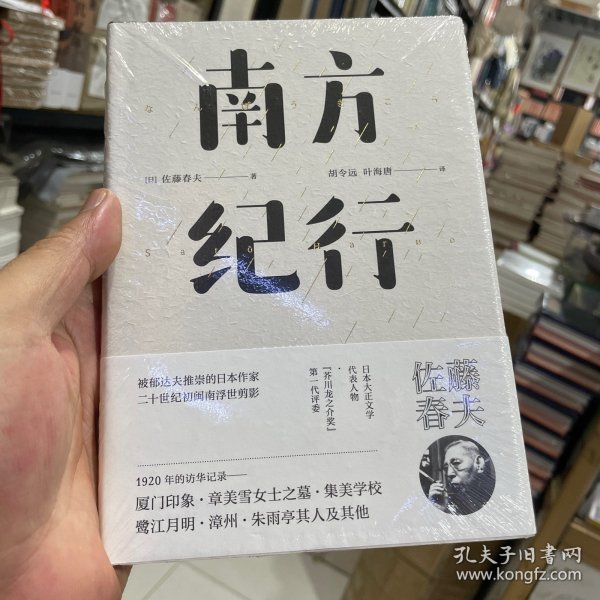 南方
[日] 佐藤春夫 著 胡令远 叶海唐 译
纪行
Satō Haruo
被郁达夫推崇的日本作家
二十世纪初闽南浮世剪影
日本大正文学
代表人物
·
『芥川龙之介奖』
第一代评委
佐藤
春夫
1920 年的访华记录——
厦门印象·章美雪女士之墓·集美学校
鹭江月明·漳州·朱雨亭其人及其他
孔夫子旧书网
www.kongfz.com